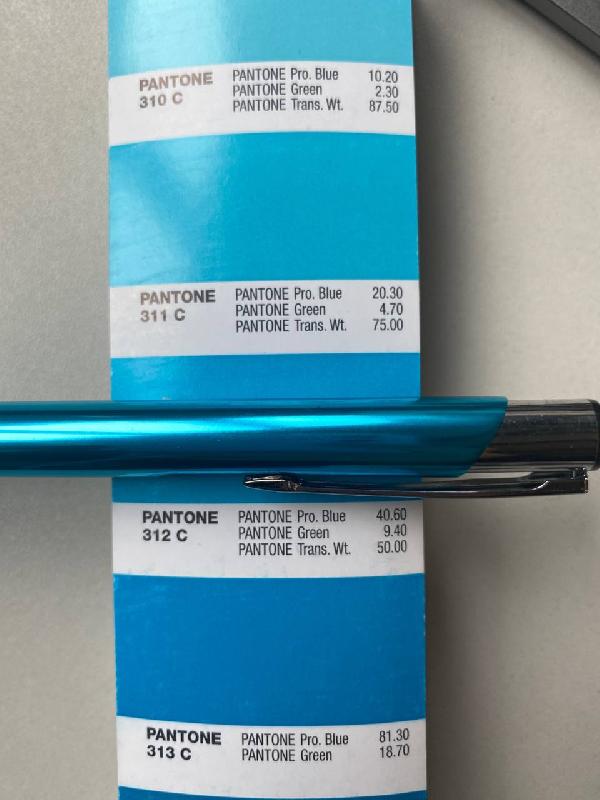 PANTONE 310 C
PANTONE Pro. Blue 10.20
PANTONE Green 2.30
PANTONE Trans. Wt. 87.50
PANTONE 311 C
PANTONE Pro. Blue 20.30
PANTONE Green 4.70
PANTONE Trans. Wt. 75.00
PANTONE 312 C
PANTONE Pro. Blue 40.60
PANTONE Green 9.40
PANTONE Trans. Wt. 50.00
PANTONE 313 C
PANTONE Pro. Blue 81.30
PANTONE Green 18.70